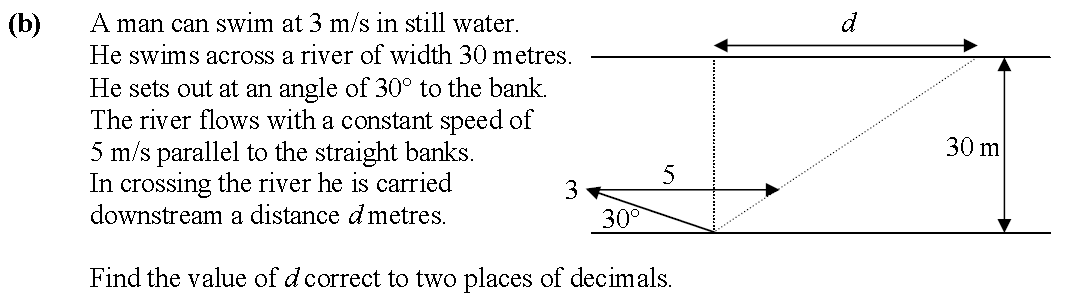 (b) A man can swim at 3 m/s in still water.
He swims across a river of width 30 metres.
He sets out at an angle of 30° to the bank.
The river flows with a constant speed of
5 m/s parallel to the straight banks.
In crossing the river he is carried
downstream a distance d metres.
Find the value of d correct to two places of decimals.
d
30 m
5
3
30°